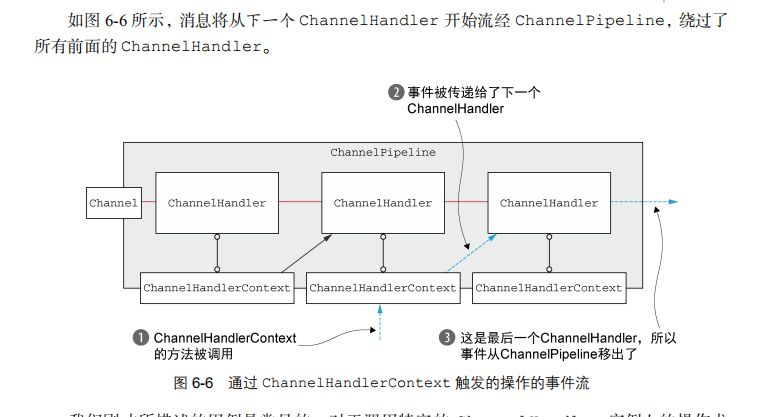 如图 6-6 所示，消息将从下一个 ChannelHandler 开始流经 ChannelPipeline，绕过了
所有前面的 ChannelHandler。
2 事件被传递给了下一个
ChannelHandler
ChannelPipeline
Channel
ChannelHandler
ChannelHandler
ChannelHandler
ChannelHandlerContext
ChannelHandlerContext
ChannelHandlerContext
1 ChannelHandlerContext
的方法被调用
3 这是最后一个ChannelHandler，所以
事件从ChannelPipeline移出了
图 6-6 通过 ChannelHandlerContext 触发的操作的事件流